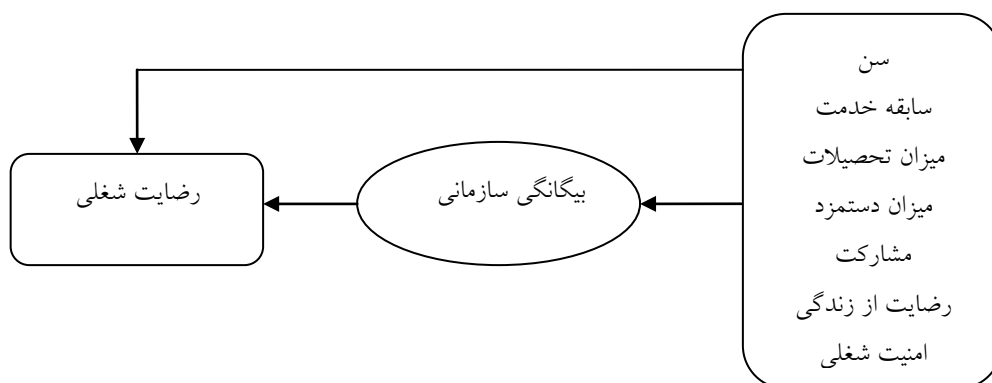 سن
سابقه خدمت
میزان تحصیلات
میزان دستمزد
مشارکت
رضایت از زندگی
امنیت شغلی
بیگانگی سازمانی
رضایت شغلی